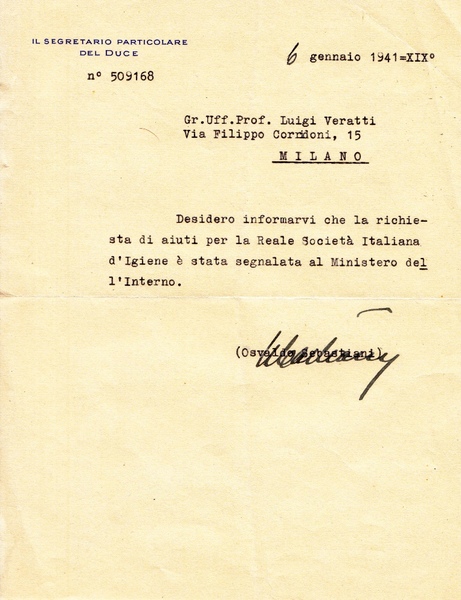 IL SEGRETARIO PARTICOLARE
DEL DUCE
n° 509168
6 gennaio 1941=XIX°
Gr.Uff.Prof. Luigi Veratti
Via Filippo Corridoni, 15
MILANO
Desidero informarvi che la richie-
sta di aiuti per la Reale Società Italiana
d'Igiene è stata segnalata al Ministero del
l'Interno.
(Osvaldo Sebastiani)